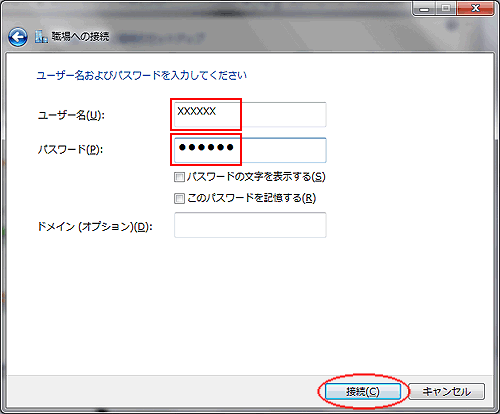 職場への接続
ユーザー名およびパスワードを入力してください
ユーザー名(U):
XXXXXX
パスワード(P):
●●●●●●
パスワードの文字を表示する(S)
このパスワードを記憶する(R)
ドメイン (オプション)(D):
接続(C)
キャンセル